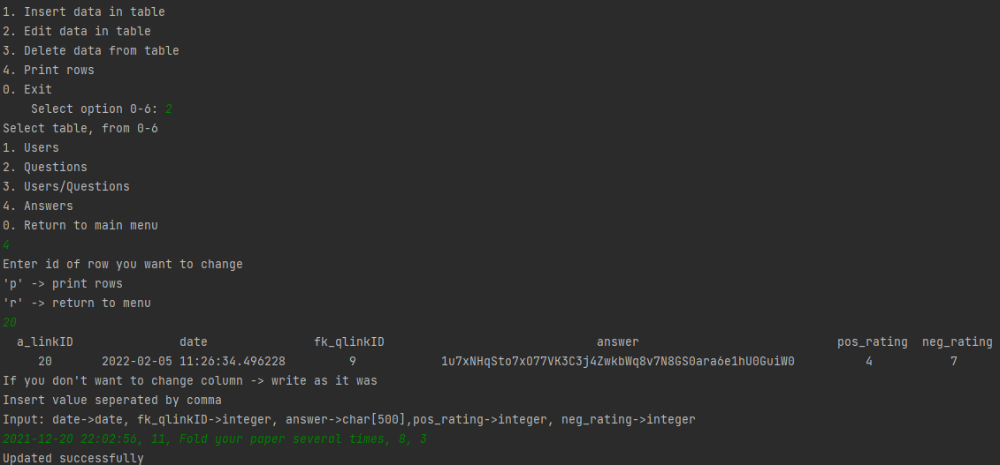 1. Insert data in table
2. Edit data in table
3. Delete data from table
4. Print rows
0. Exit
Select option 0-6: 2
Select table, from 0-6
1. Users
2. Questions
3. Users/Questions
4. Answers
0. Return to main menu
4
Enter id of row you want to change
'p' -> print rows
'r' -> return to menu
20
a_linkID date fk_qlinkID answer pos_rating neg_rating
20 2022-02-05 11:26:34.496228 9 1u7xNHqSto7xO77VK3C3j4ZwkbWq8v7N8GS0ara6e1hU0GuiW0 4 7
If you don't want to change column -> write as it was
Insert value seperated by comma
Input: date->date, fk_qlinkID->integer, answer->char[500],pos_rating->integer, neg_rating->integer
2021-12-20 22:02:56, 11, Fold your paper several times, 8, 3
Updated successfully